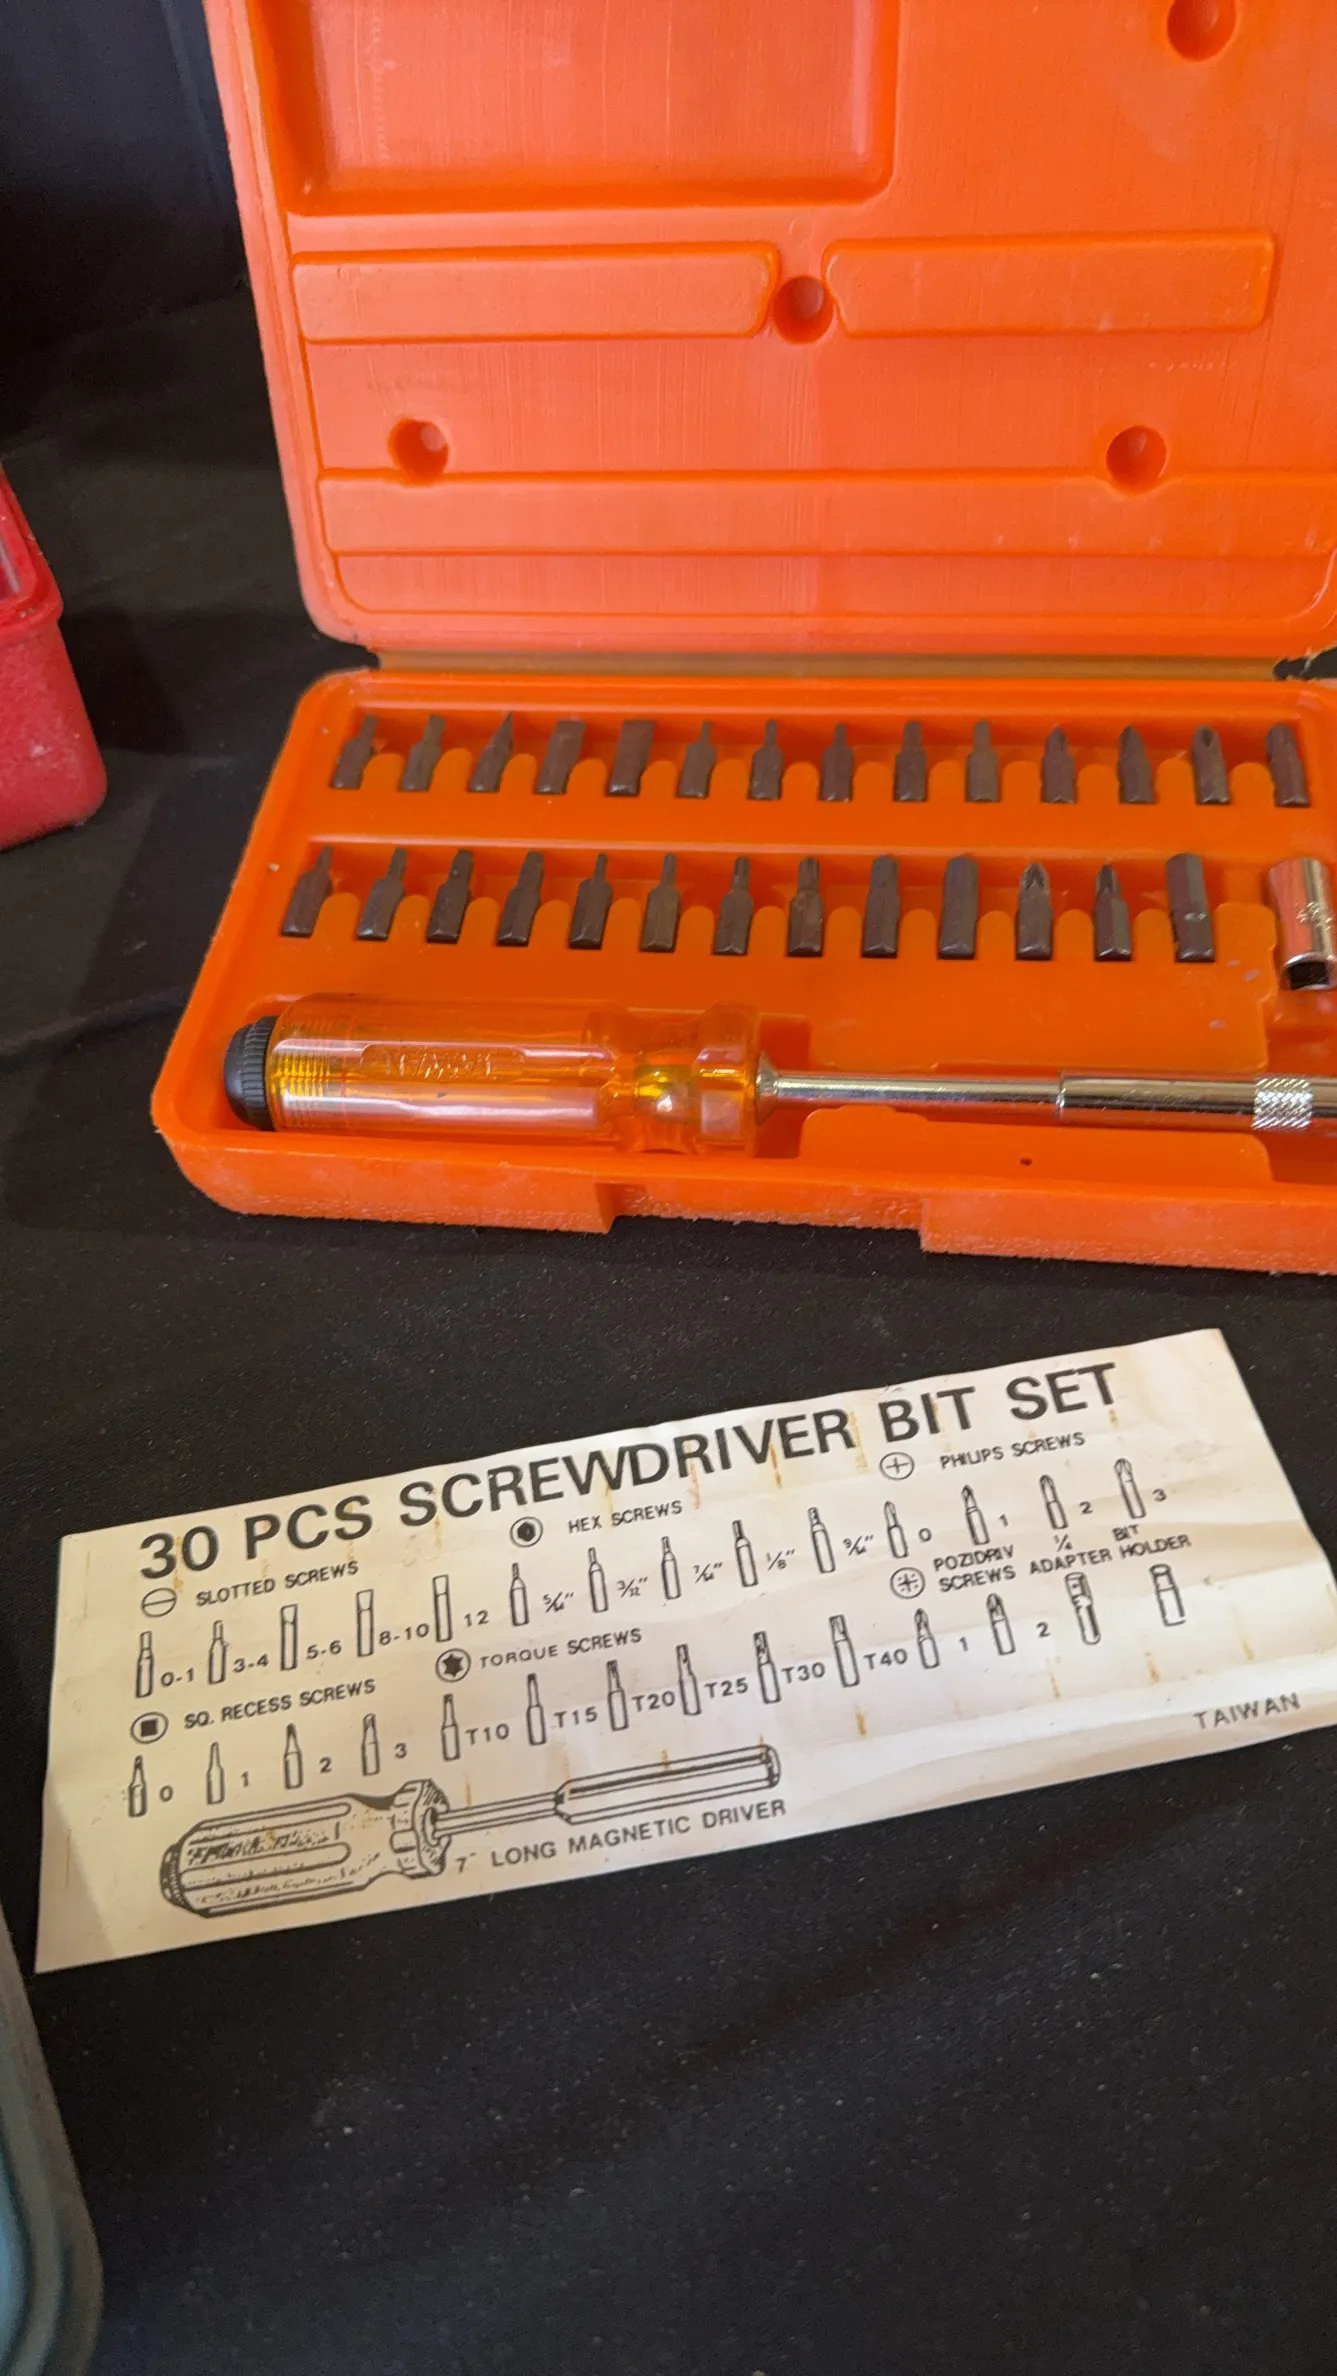 30 PCS SCREWDRIVER BIT SET
SLOTTED SCREWS
HEX SCREWS
PHILIPS SCREWS
0-1 3-4 5-6 8-10 12 5/64" 3/32" 7/64" 1/8" 9/64" 0 1 2 3
SQ. RECESS SCREWS
TORQUE SCREWS
POZIDRIV SCREWS
1/4 ADAPTER
BIT HOLDER
0 1 2 3 T10 T15 T20 T25 T30 T40 1 2
7" LONG MAGNETIC DRIVER
TAIWAN